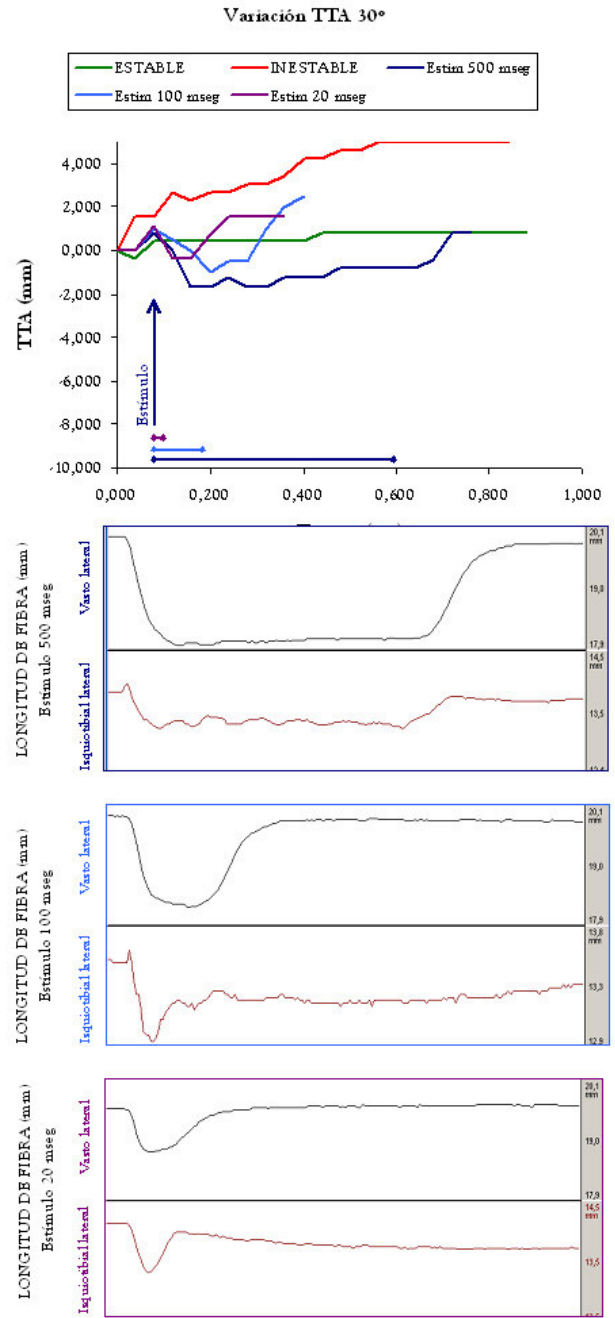 Variación TTA 30º
ESTABLE
INESTABLE
Estim 500 mseg
Estim 100 mseg
Estim 20 mseg
TTA (mm)
4,000
2,000
0,000
-2,000
-4,000
-6,000
-8,000
-10,000
Estímulo
0,000
0,200
0,400
0,600
0,800
1,000
LONGITUD DE FIBRA (mm)
Estímulo 500 mseg
Vasto lateral
20,1
mm
19,0
17,9
Isquiotibial lateral
14,5
mm
13,5
LONGITUD DE FIBRA (mm)
Estímulo 100 mseg
Vasto lateral
20,1
mm
19,0
17,9
Isquiotibial lateral
13,8
mm
13,3
12,9
LONGITUD DE FIBRA (mm)
Estímulo 20 mseg
Vasto lateral
20,1
mm
19,0
17,9
Isquiotibial lateral
14,5
mm
13,5